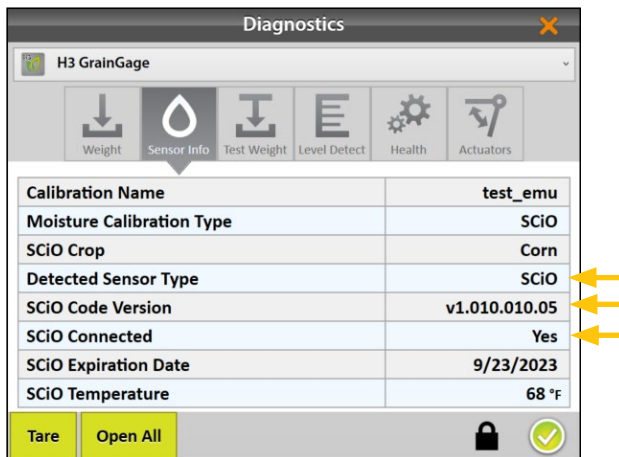 Diagnostics
H3 GrainGage
Weight Sensor Info Test Weight Level Detect Health Actuators
Calibration Name test_emu
Moisture Calibration Type SCiO
SCiO Crop Corn
Detected Sensor Type SCiO
SCiO Code Version v1.010.010.05
SCiO Connected Yes
SCiO Expiration Date 9/23/2023
SCiO Temperature 68 °F
Tare Open All